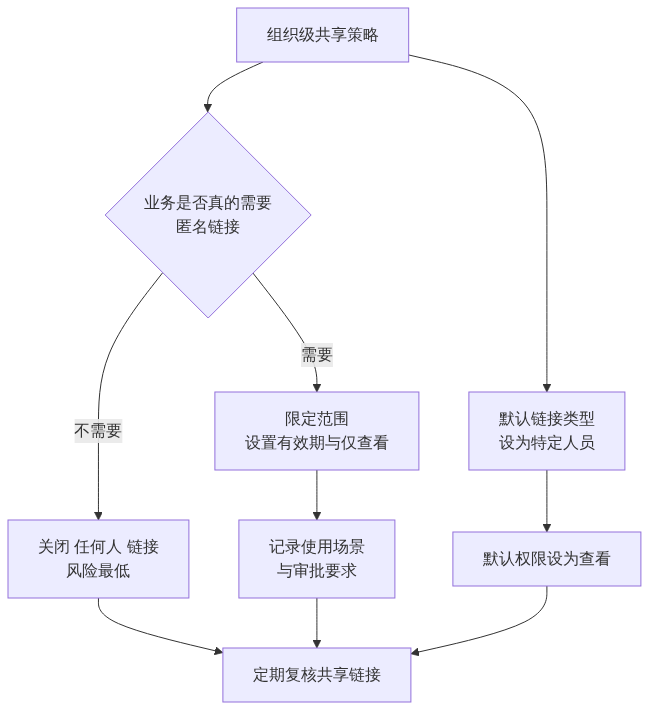 组织级共享策略
业务是否真的需要
匿名链接
需要
不需要
限定范围
设置有效期与仅查看
默认链接类型
设为特定人员
关闭 任何人 链接
风险最低
记录使用场景
与审批要求
默认权限设为查看
定期复核共享链接